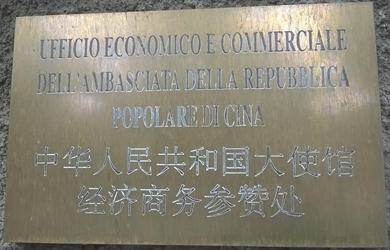 UFFICIO ECONOMICO E COMMERCIALE
DELL'AMBASCIATA DELLA REPUBBLICA
POPOLARE DI CINA
中华人民共和国大使馆
经济商务参赞处